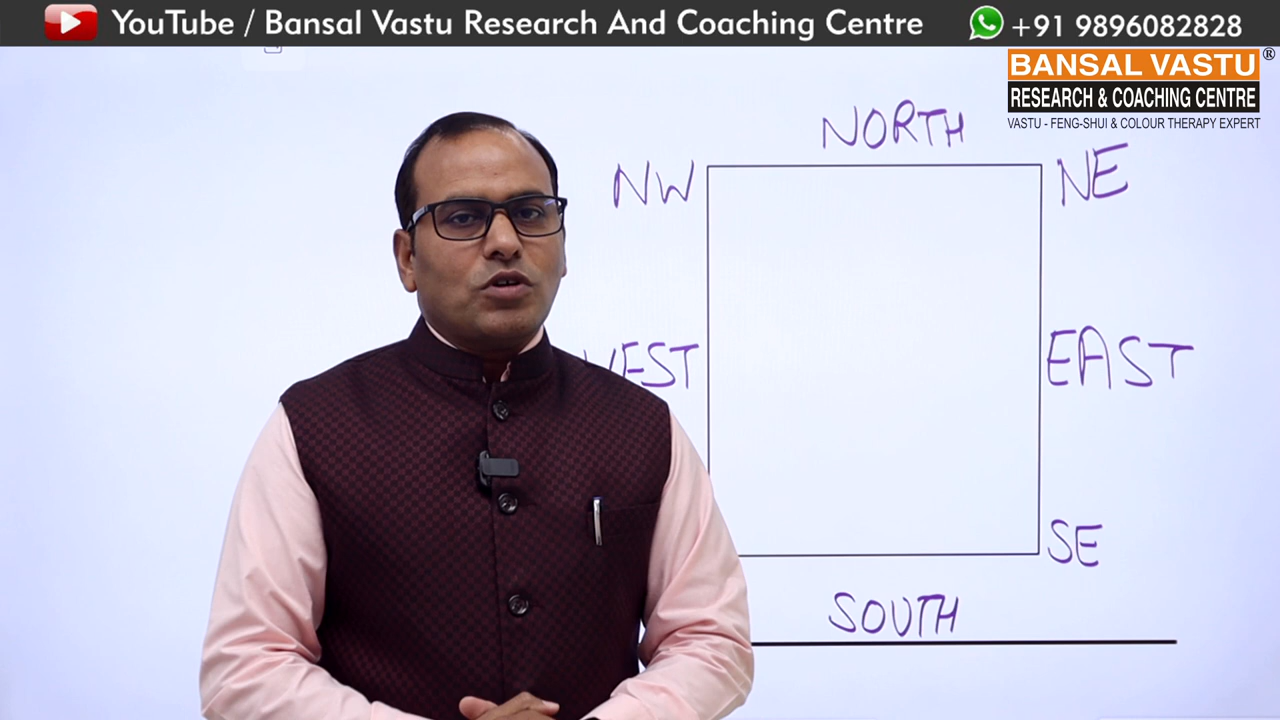 YouTube / Bansal Vastu Research And Coaching Centre
+91 9896082828
BANSAL VASTU®
RESEARCH & COACHING CENTRE
VASTU - FENG-SHUI & COLOUR THERAPY EXPERT
NORTH
NW
NE
EAST
SE
SOUTH